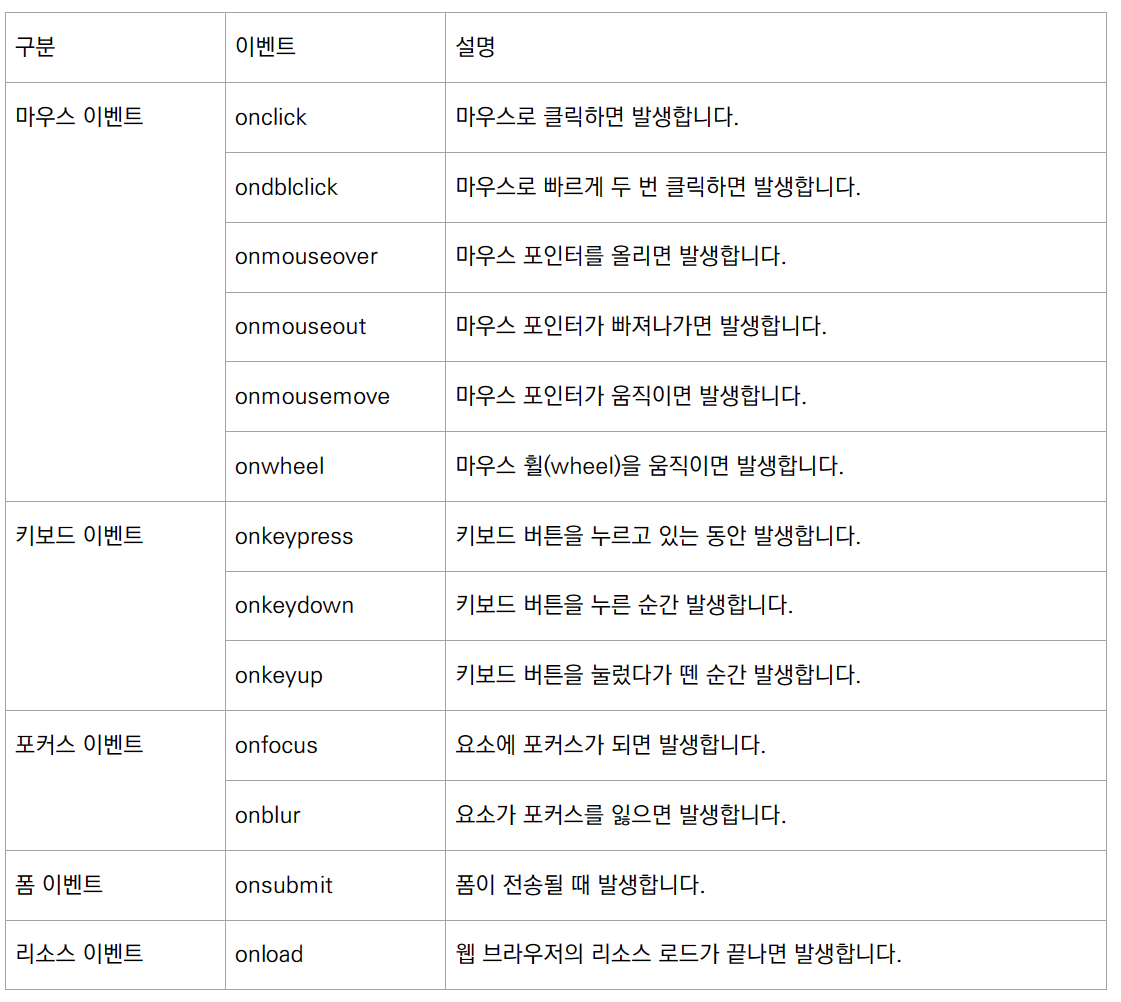 구분 이벤트 설명
마우스 이벤트 onclick 마우스로 클릭하면 발생합니다.
ondblclick 마우스로 빠르게 두 번 클릭하면 발생합니다.
onmouseover 마우스 포인터를 올리면 발생합니다.
onmouseout 마우스 포인터가 빠져나가면 발생합니다.
onmousemove 마우스 포인터가 움직이면 발생합니다.
onwheel 마우스 휠(wheel)을 움직이면 발생합니다.
키보드 이벤트 onkeypress 키보드 버튼을 누르고 있는 동안 발생합니다.
onkeydown 키보드 버튼을 누른 순간 발생합니다.
onkeyup 키보드 버튼을 눌렀다가 뗀 순간 발생합니다.
포커스 이벤트 onfocus 요소에 포커스가 되면 발생합니다.
onblur 요소가 포커스를 잃으면 발생합니다.
폼 이벤트 onsubmit 폼이 전송될 때 발생합니다.
리소스 이벤트 onload 웹 브라우저의 리소스 로드가 끝나면 발생합니다.